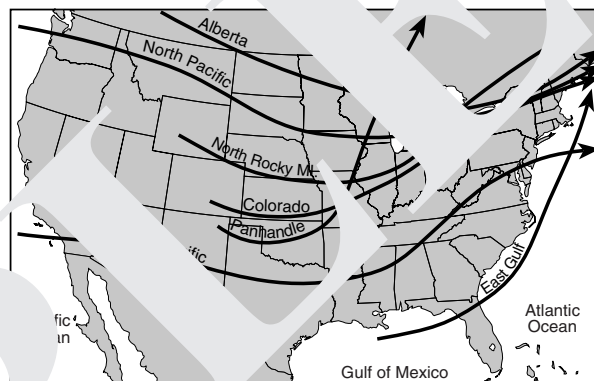 Alberta
North Pacific
North Rocky Mt.
Colorado
Panhandle
East Gulf
Atlantic
Ocean
Gulf of Mexico